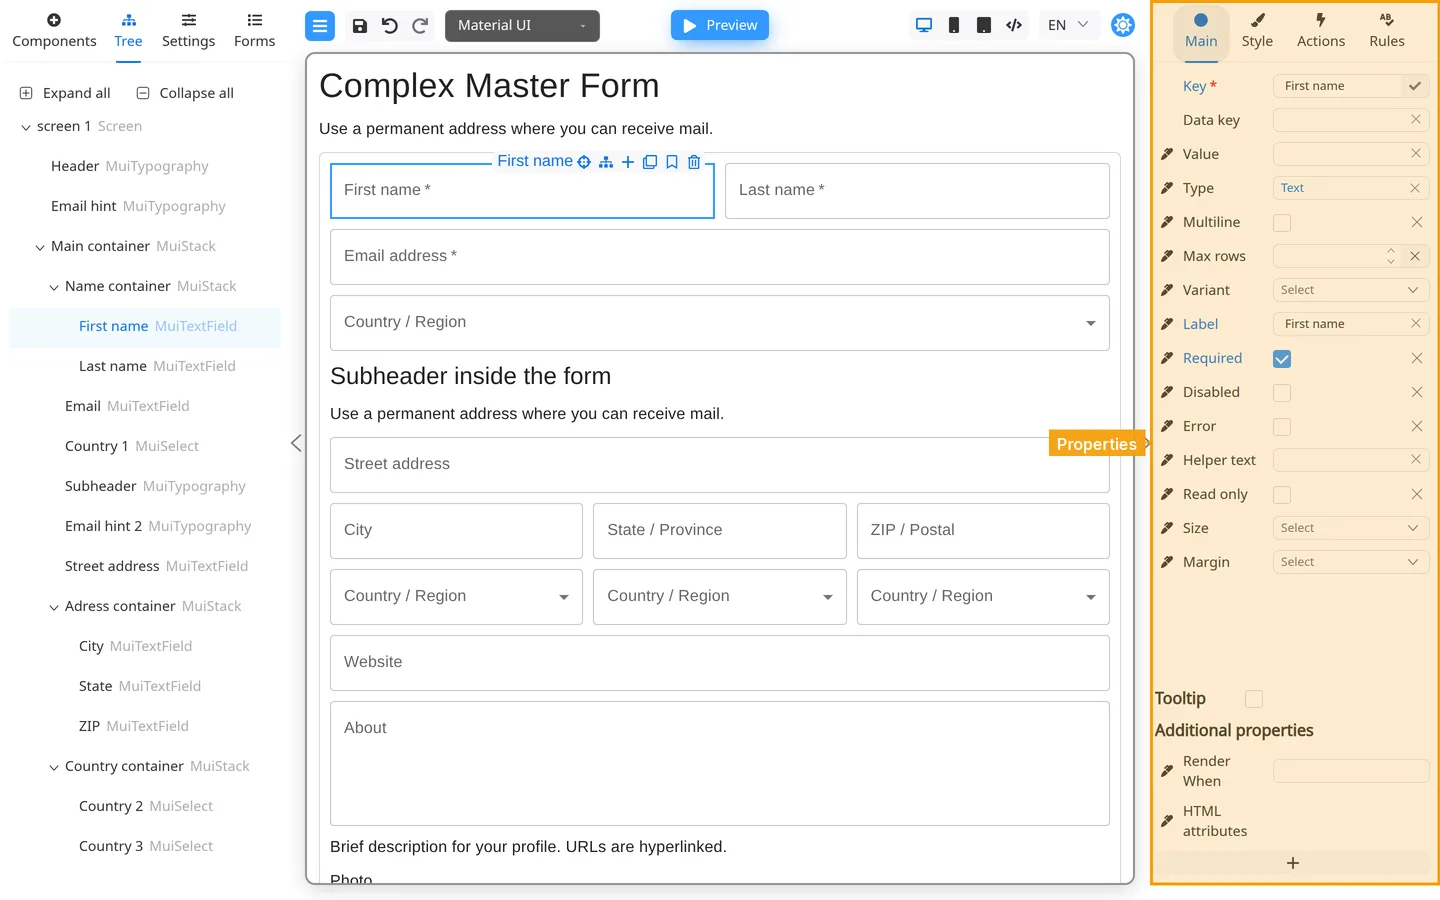 Components Tree Settings Forms
Material UI
Preview
EN
Main Style Actions Rules
Expand all Collapse all
screen 1 Screen
Header MuiTypography
Email hint MuiTypography
Main container MuiStack
Name container MuiStack
First name MuiTextField
Last name MuiTextField
Email MuiTextField
Country 1 MuiSelect
Subheader MuiTypography
Email hint 2 MuiTypography
Street address MuiTextField
Adress container MuiStack
City MuiTextField
State MuiTextField
ZIP MuiTextField
Country container MuiStack
Country 2 MuiSelect
Country 3 MuiSelect
Complex Master Form
Use a permanent address where you can receive mail.
First name
First name * Last name *
Email address *
Country / Region
Subheader inside the form
Use a permanent address where you can receive mail.
Street address
City State / Province ZIP / Postal
Country / Region Country / Region Country / Region
Website
About
Brief description for your profile. URLs are hyperlinked.
Photo
Properties
Key * First name
Data key
Value
Type Text
Multiline
Max rows
Variant Select
Label First name
Required
Disabled
Error
Helper text
Read only
Size Select
Margin Select
Tooltip
Additional properties
Render
When
HTML
attributes